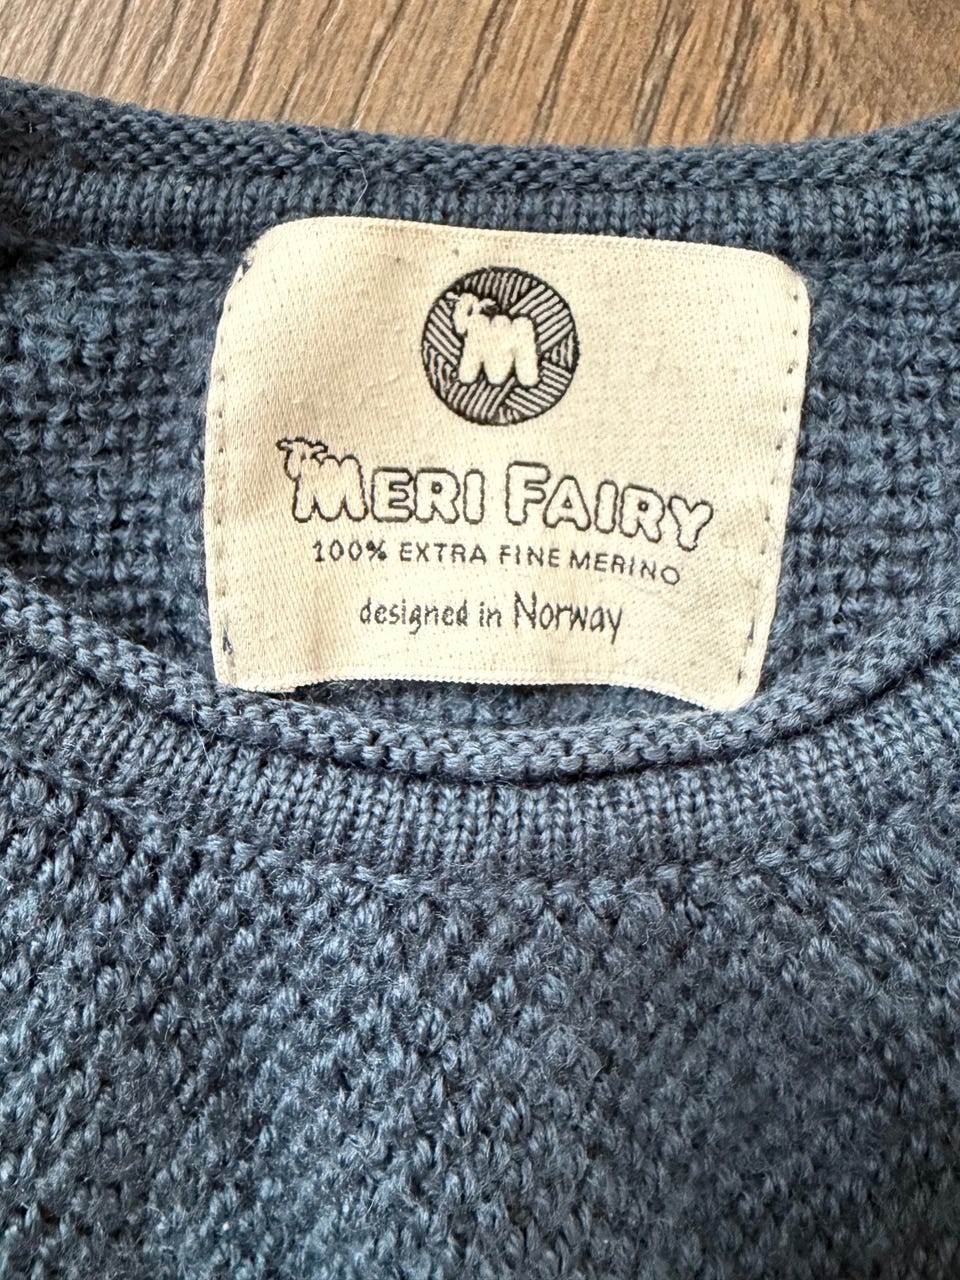 M
MERI FAIRY
100% EXTRA FINE MERINO
designed in Norway